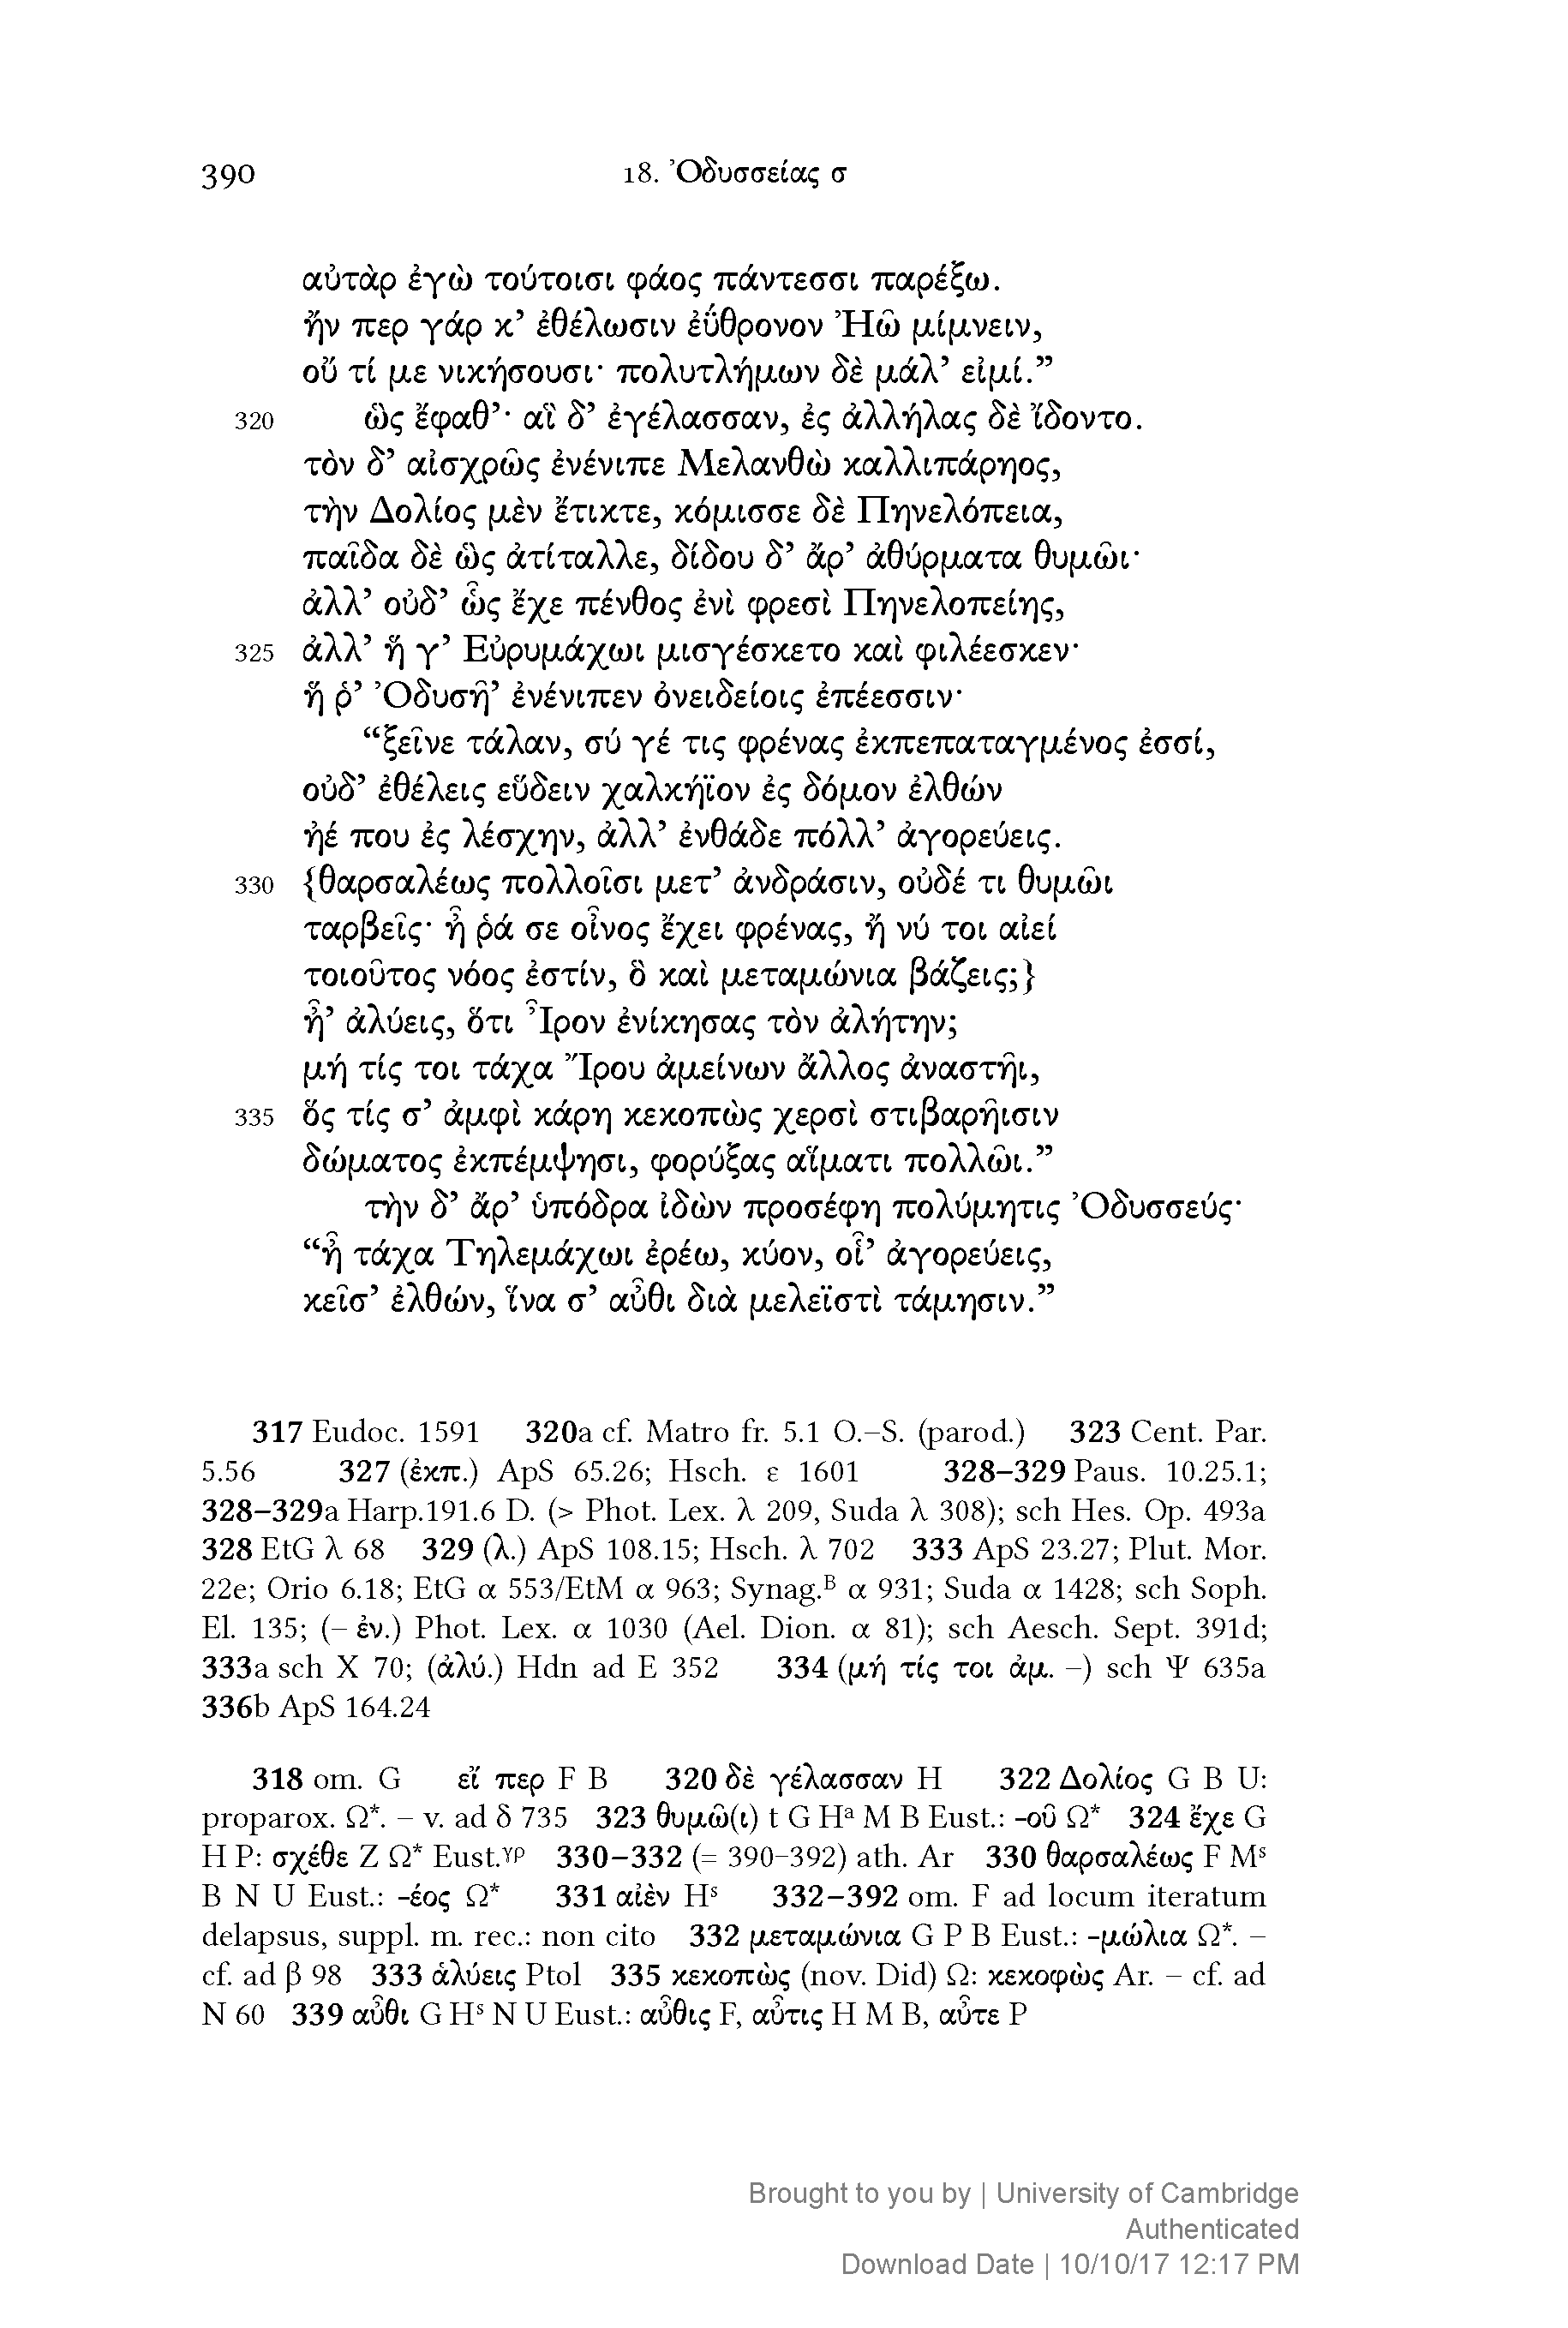 390 18. Ὀδυσσείας σ
αὐτὰρ ἐγὼ τούτοισι φάος πάντεσσι παρέξω.
ἤν περ γάρ κ’ ἐθέλωσιν ἐΰθρονον Ἠῶ μίμνειν,
οὔ τί με νικήσουσι· πολυτλήμων δὲ μάλ’ εἰμί.”
320 ὣς ἔφαθ’· αἳ δ’ ἐγέλασσαν, ἐς ἀλλήλας δὲ ἴδοντο.
τὸν δ’ αἰσχρῶς ἐνένιπε Μελανθὼ καλλιπάρηος,
τὴν Δολίος μὲν ἔτικτε, κόμισσε δὲ Πηνελόπεια,
παῖδα δὲ ὣς ἀτίταλλε, δίδου δ’ ἄρ’ ἀθύρματα θυμῶι·
ἀλλ’ οὐδ’ ὧς ἔχε πένθος ἐνὶ φρεσὶ Πηνελοπείης,
325 ἀλλ’ ἥ γ’ Εὐρυμάχωι μισγέσκετο καὶ φιλέεσκεν·
ἥ ῥ’ Ὀδυσῆ’ ἐνένιπεν ὀνειδείοις ἐπέεσσιν·
“ξεῖνε τάλαν, σύ γέ τις φρένας ἐκπεπαταγμένος ἐσσί,
οὐδ’ ἐθέλεις εὕδειν χαλκήϊον ἐς δόμον ἐλθών
ἠέ που ἐς λέσχην, ἀλλ’ ἐνθάδε πόλλ’ ἀγορεύεις.
330 {θαρσαλέως πολλοῖσι μετ’ ἀνδράσιν, οὐδέ τι θυμῶι
ταρβεῖς· ἦ ῥά σε οἶνος ἔχει φρένας, ἤ νύ τοι αἰεί
τοιοῦτος νόος ἐστίν, ὃ καὶ μεταμώνια βάζεις;}
ἦ’ ἀλύεις, ὅτι Ἶρον ἐνίκησας τὸν ἀλήτην;
μή τίς τοι τάχα Ἴρου ἀμείνων ἄλλος ἀναστῆι,
335 ὅς τίς σ’ ἀμφὶ κάρη κεκοπὼς χερσὶ στιβαρῆισιν
δώματος ἐκπέμψησι, φορύξας αἵματι πολλῶι.”
τὴν δ’ ἄρ’ ὑπόδρα ἰδὼν προσέφη πολύμητις Ὀδυσσεύς·
“ἦ τάχα Τηλεμάχωι ἐρέω, κύον, οἷ’ ἀγορεύεις,
κεῖσ’ ἐλθών, ἵνα σ’ αὖθι διὰ μελεϊστὶ τάμησιν.”
317 Eudoc. 1591 320a cf. Matro fr. 5.1 O.–S. (parod.) 323 Cent. Par.
5.56 327 (ἐκπ.) ApS 65.26; Hsch. ε 1601 328–329 Paus. 10.25.1;
328–329a Harp.191.6 D. (> Phot. Lex. λ 209, Suda λ 308); sch Hes. Op. 493a
328 EtG λ 68 329 (λ.) ApS 108.15; Hsch. λ 702 333 ApS 23.27; Plut. Mor.
22e; Orio 6.18; EtG α 553/EtM α 963; Synag.ᴮ α 931; Suda α 1428; sch Soph.
El. 135; (– ἐν.) Phot. Lex. α 1030 (Ael. Dion. α 81); sch Aesch. Sept. 391d;
333a sch X 70; (ἀλύ.) Hdn ad E 352 334 (μή τίς τοι ἀμ. –) sch Ψ 635a
336b ApS 164.24
318 om. G εἴ περ F B 320 δὲ γέλασσαν H 322 Δολίος G B U:
proparox. Ω*. – v. ad δ 735 323 θυμῶ(ι) t G Hᵃ M B Eust.: -οῦ Ω* 324 ἔχε G
H P: σχέθε Z Ω* Eust.ᵞᵖ 330–332 (= 390–392) ath. Ar 330 θαρσαλέως F Mˢ
B N U Eust.: -έος Ω* 331 αἰὲν Hˢ 332–392 om. F ad locum iteratum
delapsus, suppl. m. rec.: non cito 332 μεταμώνια G P B Eust.: -μώλια Ω*. –
cf. ad β 98 333 ἁλύεις Ptol 335 κεκοπὼς (nov. Did) Ω: κεκοφὼς Ar. – cf. ad
N 60 339 αὖθι G Hˢ N U Eust.: αὖθις F, αὖτις H M B, αὖτε P
Brought to you by | University of Cambridge
Authenticated
Download Date | 10/10/17 12:17 PM